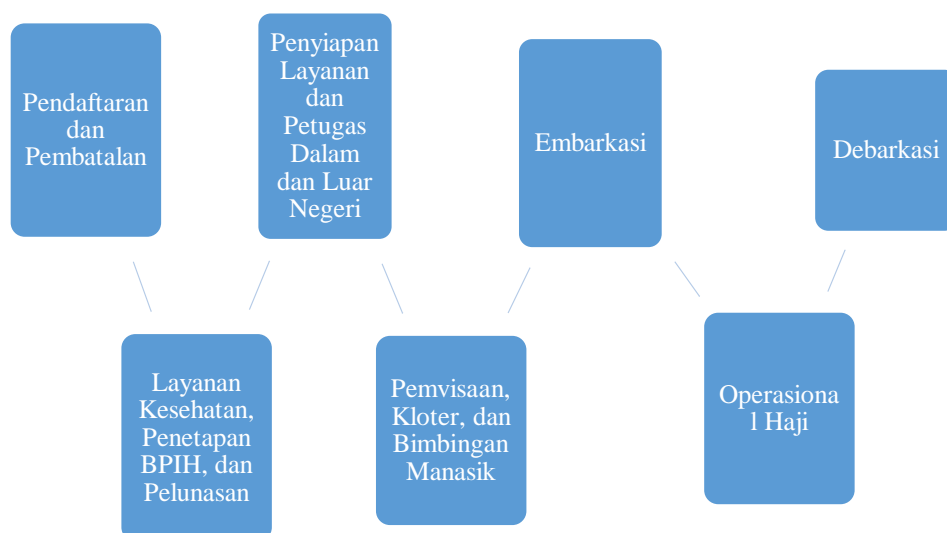 Pendaftaran
dan
Pembatalan
Layanan
Kesehatan,
Penetapan
BPIH, dan
Pelunasan
Penyiapan
Layanan
dan
Petugas
Dalam
dan Luar
Negeri
Pemvisaan,
Kloter, dan
Bimbingan
Manasik
Embarkasi
Operasiona
l Haji
Debarkasi